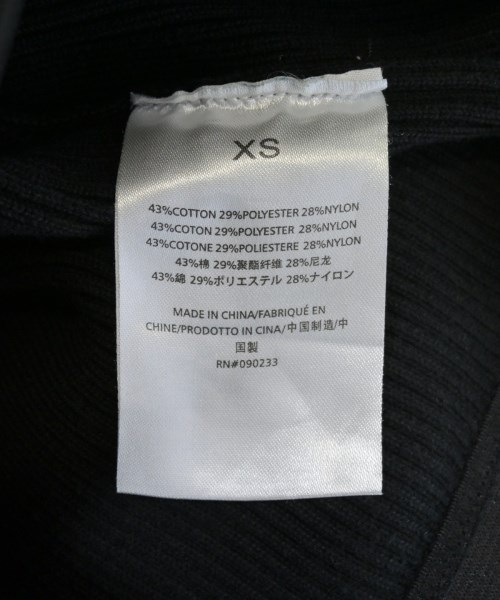 XS
43%COTTON 29%POLYESTER 28%NYLON
43%COTON 29%POLYESTER 28%NYLON
43%COTONE 29%POLIESTERE 28%NYLON
43%棉 29%聚酯纤维 28%尼龙
43%綿 29%ポリエステル 28%ナイロン
MADE IN CHINA/FABRIQUÉ EN
CHINE/PRODOTTO IN CINA/中国制造/中
国製
RN#090233